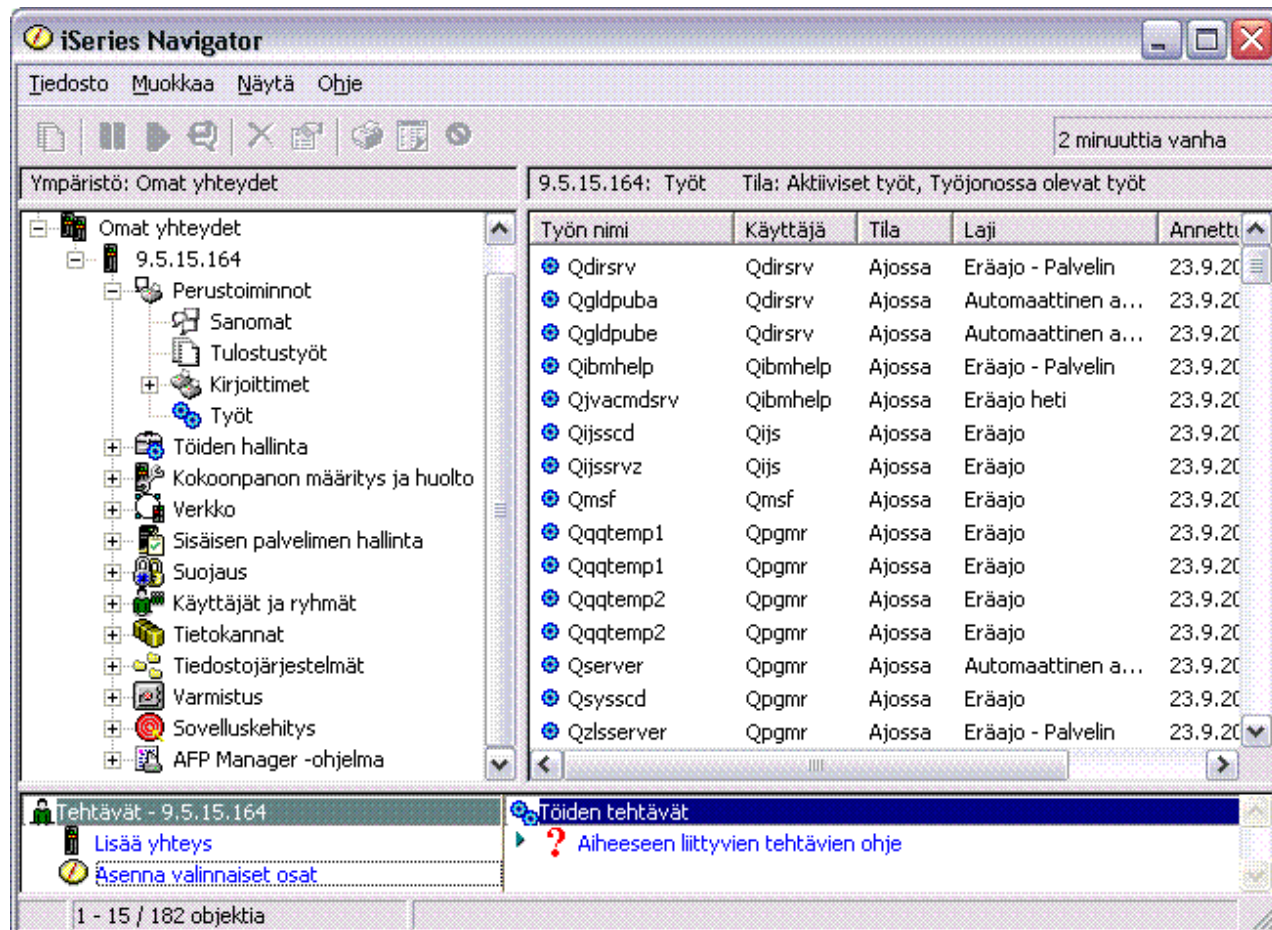 iSeries Navigator
Tiedosto Muokkaa Näytä Ohje
2 minuuttia vanha
Ympäristö: Omat yhteydet
9.5.15.164: Työt Tila: Aktiiviset työt, Työjonossa olevat työt
Omat yhteydet
9.5.15.164
Perustoiminnot
Sanomat
Tulostustyöt
Kirjoittimet
Työt
Töiden hallinta
Kokoonpanon määritys ja huolto
Verkko
Sisäisen palvelimen hallinta
Suojaus
Käyttäjät ja ryhmät
Tietokannat
Tiedostojärjestelmät
Varmistus
Sovelluskehitys
AFP Manager -ohjelma
Työn nimi Käyttäjä Tila Laji Annettu
Qdirsrv Qdirsrv Ajossa Eräajo - Palvelin 23.9.20
Qgldpuba Qdirsrv Ajossa Automaattinen a... 23.9.20
Qgldpube Qdirsrv Ajossa Automaattinen a... 23.9.20
Qibmhelp Qibmhelp Ajossa Eräajo - Palvelin 23.9.20
Qjvacmdsrv Qibmhelp Ajossa Eräajo heti 23.9.20
Qijsscd Qijs Ajossa Eräajo 23.9.20
Qijssrvz Qijs Ajossa Eräajo 23.9.20
Qmsf Qmsf Ajossa Eräajo 23.9.20
Qqqtemp1 Qpgmr Ajossa Eräajo 23.9.20
Qqqtemp1 Qpgmr Ajossa Eräajo 23.9.20
Qqqtemp2 Qpgmr Ajossa Eräajo 23.9.20
Qqqtemp2 Qpgmr Ajossa Eräajo 23.9.20
Qserver Qpgmr Ajossa Automaattinen a... 23.9.20
Qsysscd Qpgmr Ajossa Eräajo 23.9.20
Qzlsserver Qpgmr Ajossa Eräajo - Palvelin 23.9.20
Tehtävät - 9.5.15.164
Lisää yhteys
Asenna valinnaiset osat
Töiden tehtävät
Aiheeseen liittyvien tehtävien ohje
1 - 15 / 182 objektia